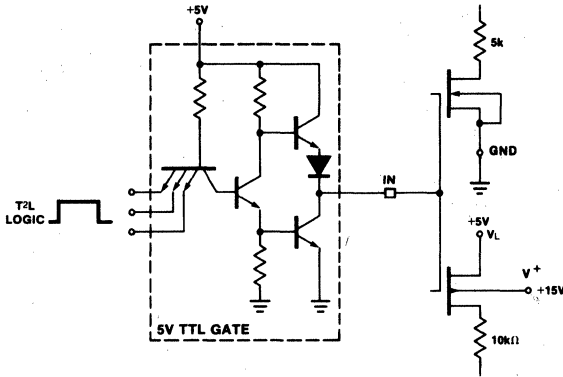 +5V
5k
T²L
LOGIC
IN
GND
+5V
VL
V+
+15V
5V TTL GATE
10kΩ